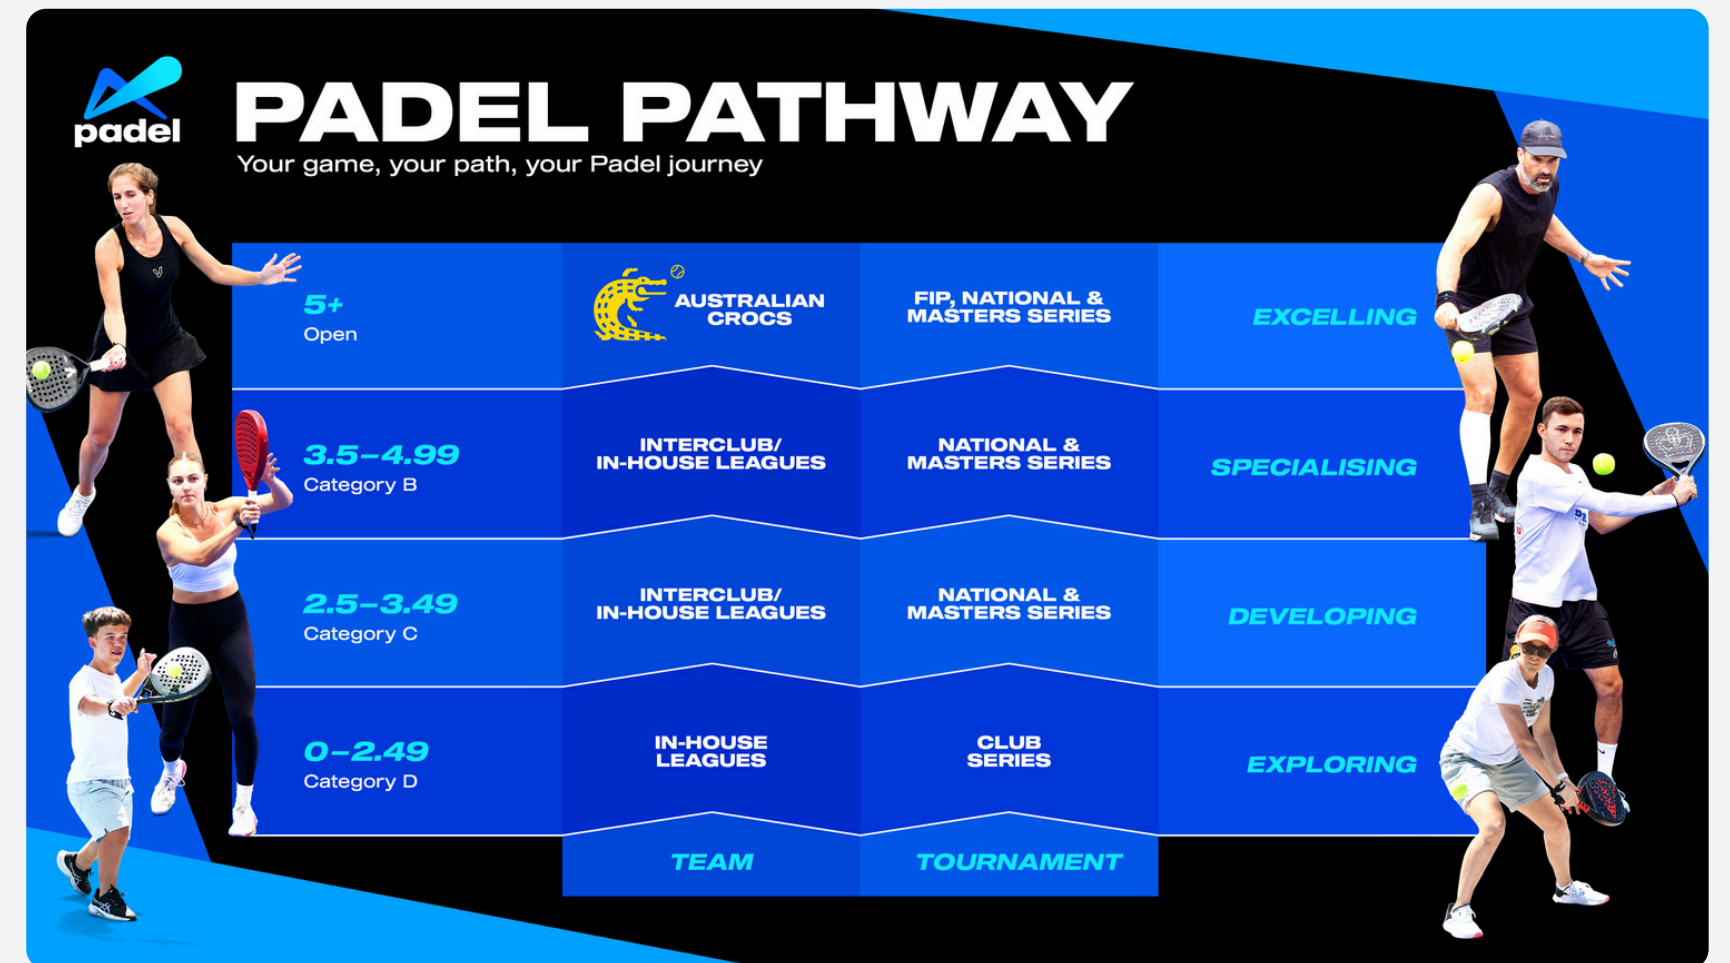 padel
PADEL PATHWAY
Your game, your path, your Padel journey
5+
Open
AUSTRALIAN
CROCS
FIP, NATIONAL &
MASTERS SERIES
EXCELLING
3.5–4.99
Category B
INTERCLUB/
IN-HOUSE LEAGUES
NATIONAL &
MASTERS SERIES
SPECIALISING
2.5–3.49
Category C
INTERCLUB/
IN-HOUSE LEAGUES
NATIONAL &
MASTERS SERIES
DEVELOPING
0–2.49
Category D
IN-HOUSE
LEAGUES
CLUB
SERIES
EXPLORING
TEAM
TOURNAMENT